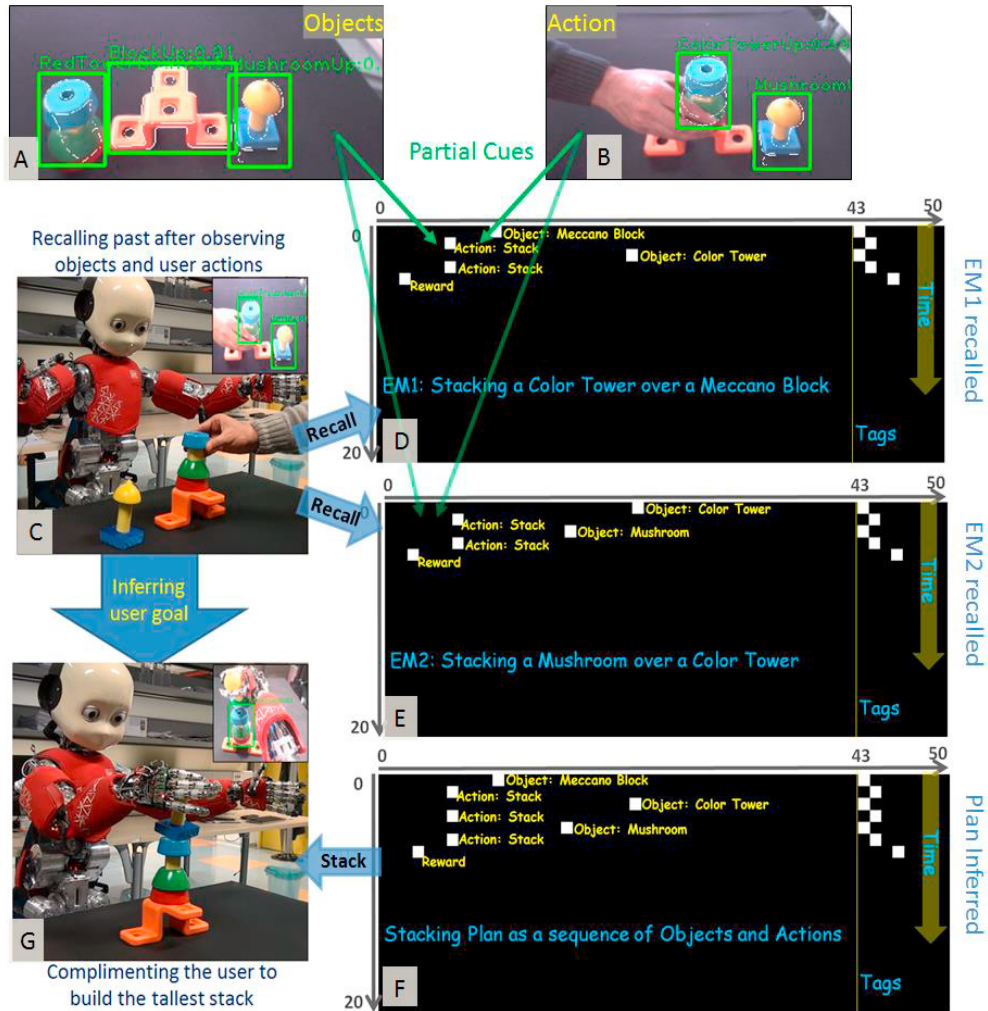 Objects
RedTower
BlockUp:0.91
MushroomUp:0.
A
Action
ColorTowerUp:0.
B
Partial Cues
Recalling past after observing
objects and user actions
C
Recall
Recall
Inferring
user goal
0
43
50
0
Object: Meccano Block
Action: Stack
Object: Color Tower
Action: Stack
Reward
EM1: Stacking a Color Tower over a Meccano Block
D
20
Tags
Time
EM1 recalled
0
43
50
0
Object: Color Tower
Action: Stack
Object: Mushroom
Action: Stack
Reward
EM2: Stacking a Mushroom over a Color Tower
E
20
Tags
Time
EM2 recalled
0
43
50
0
Object: Meccano Block
Action: Stack
Object: Color Tower
Action: Stack
Object: Mushroom
Action: Stack
Reward
Stacking Plan as a sequence of Objects and Actions
F
20
Tags
Time
Plan Inferred
Stack
G
Complimenting the user to
build the tallest stack